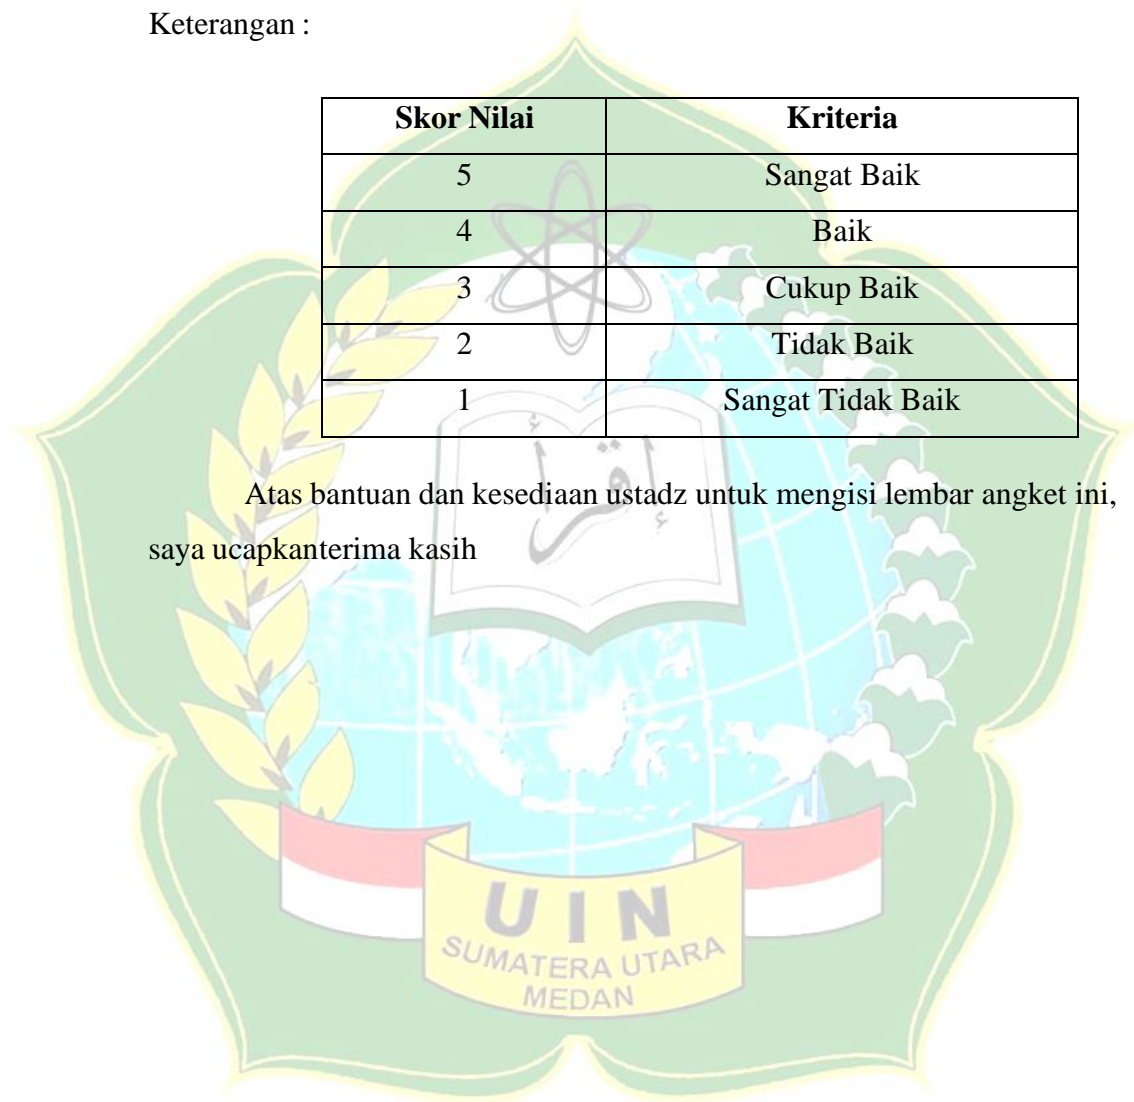 Keterangan :
Skor Nilai Kriteria
5 Sangat Baik
4 Baik
3 Cukup Baik
2 Tidak Baik
1 Sangat Tidak Baik
إقرأ
Atas bantuan dan kesediaan ustadz untuk mengisi lembar angket ini,
saya ucapkanterima kasih
UIN
SUMATERA UTARA
MEDAN